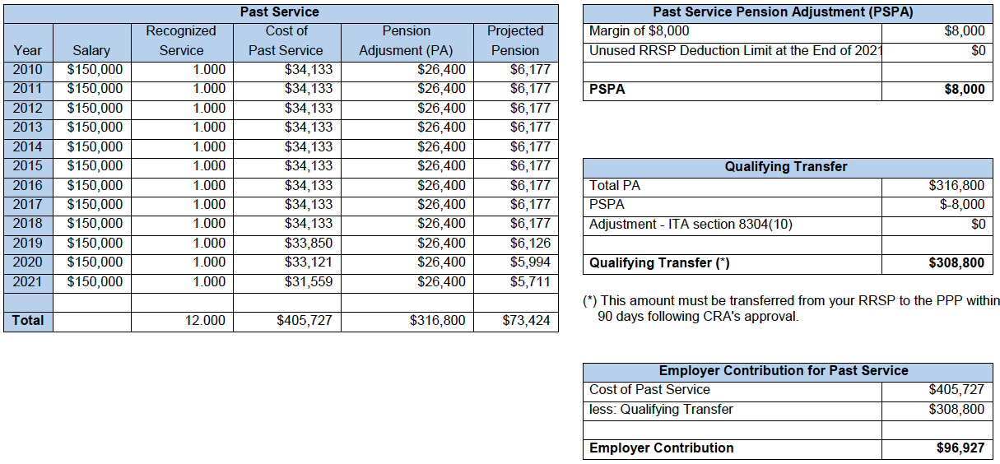 Past Service
Year Salary Recognized Service Cost of Past Service Pension Adjusment (PA) Projected Pension
2010 $150,000 1.000 $34,133 $26,400 $6,177
2011 $150,000 1.000 $34,133 $26,400 $6,177
2012 $150,000 1.000 $34,133 $26,400 $6,177
2013 $150,000 1.000 $34,133 $26,400 $6,177
2014 $150,000 1.000 $34,133 $26,400 $6,177
2015 $150,000 1.000 $34,133 $26,400 $6,177
2016 $150,000 1.000 $34,133 $26,400 $6,177
2017 $150,000 1.000 $34,133 $26,400 $6,177
2018 $150,000 1.000 $34,133 $26,400 $6,177
2019 $150,000 1.000 $33,850 $26,400 $6,126
2020 $150,000 1.000 $33,121 $26,400 $5,994
2021 $150,000 1.000 $31,559 $26,400 $5,711
Total 12.000 $405,727 $316,800 $73,424
Past Service Pension Adjustment (PSPA)
Margin of $8,000 $8,000
Unused RRSP Deduction Limit at the End of 2021 $0
PSPA $8,000
Qualifying Transfer
Total PA $316,800
PSPA $-8,000
Adjustment - ITA section 8304(10) $0
Qualifying Transfer (*) $308,800
(*) This amount must be transferred from your RRSP to the PPP within
90 days following CRA's approval.
Employer Contribution for Past Service
Cost of Past Service $405,727
less: Qualifying Transfer $308,800
Employer Contribution $96,927